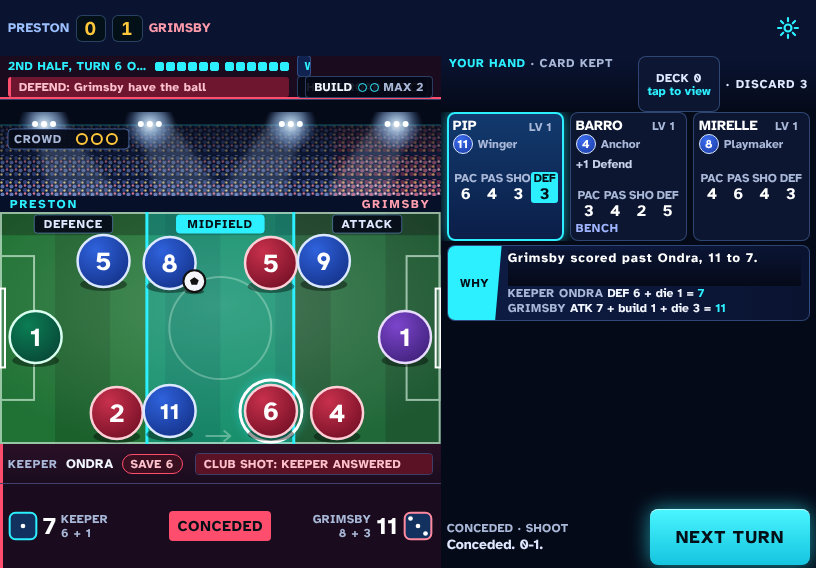 PRESTON 0 1 GRIMSBY
2ND HALF, TURN 6 O...
DEFEND: Grimsby have the ball
BUILD MAX 2
CROWD
PRESTON GRIMSBY
DEFENCE MIDFIELD ATTACK
5 8 5 9
1 1
2 11 6 4
KEEPER ONDRA SAVE 6 CLUB SHOT: KEEPER ANSWERED
7 KEEPER 6 + 1
CONCEDED
GRIMSBY 8 + 3 11
YOUR HAND · CARD KEPT
DECK 0
tap to view
· DISCARD 3
PIP LV 1
11 Winger
PAC PAS SHO DEF
6 4 3 3
BARRO LV 1
4 Anchor
+1 Defend
PAC PAS SHO DEF
3 4 2 5
BENCH
MIRELLE LV 1
8 Playmaker
PAC PAS SHO DEF
4 6 4 3
WHY
Grimsby scored past Ondra, 11 to 7.
KEEPER ONDRA DEF 6 + die 1 = 7
GRIMSBY ATK 7 + build 1 + die 3 = 11
CONCEDED · SHOOT
Conceded. 0-1.
NEXT TURN